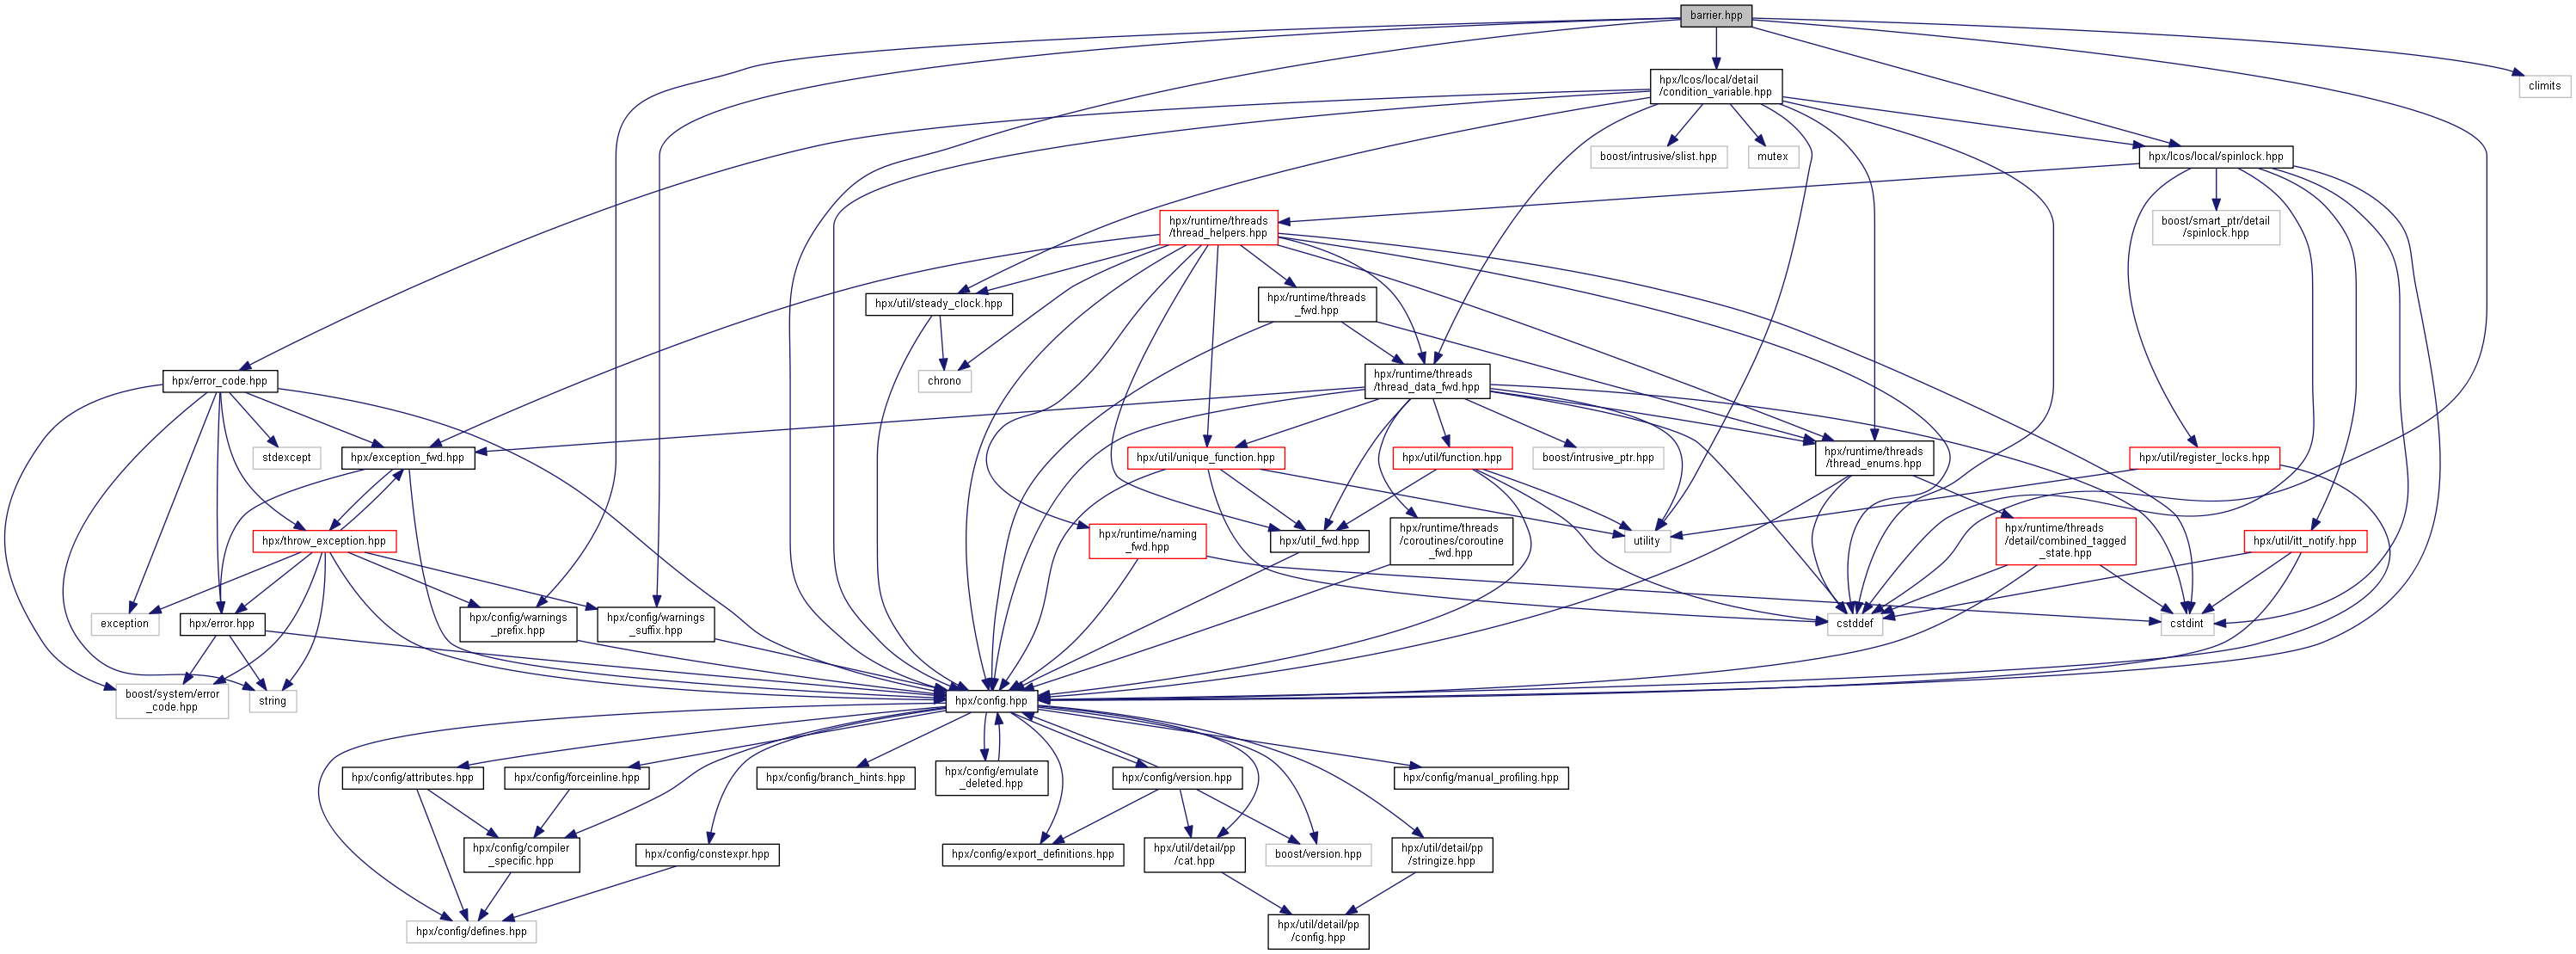 barrier.hpp
hpx/lcos/local/detail
/condition_variable.hpp
climits
boost/intrusive/slist.hpp
mutex
hpx/lcos/local/spinlock.hpp
hpx/runtime/threads
/thread_helpers.hpp
boost/smart_ptr/detail
/spinlock.hpp
hpx/util/steady_clock.hpp
hpx/runtime/threads
_fwd.hpp
hpx/error_code.hpp
chrono
hpx/runtime/threads
/thread_data_fwd.hpp
stdexcept
hpx/exception_fwd.hpp
hpx/util/unique_function.hpp
hpx/util/function.hpp
boost/intrusive_ptr.hpp
hpx/runtime/threads
/thread_enums.hpp
hpx/util/register_locks.hpp
hpx/throw_exception.hpp
hpx/runtime/naming
_fwd.hpp
hpx/util_fwd.hpp
hpx/runtime/threads
/coroutines/coroutine
_fwd.hpp
utility
hpx/runtime/threads
/detail/combined_tagged
_state.hpp
hpx/util/itt_notify.hpp
exception
hpx/error.hpp
hpx/config/warnings
_prefix.hpp
hpx/config/warnings
_suffix.hpp
cstddef
cstdint
boost/system/error
_code.hpp
string
hpx/config.hpp
hpx/config/attributes.hpp
hpx/config/forceinline.hpp
hpx/config/branch_hints.hpp
hpx/config/emulate
_deleted.hpp
hpx/config/version.hpp
hpx/config/manual_profiling.hpp
hpx/config/compiler
_specific.hpp
hpx/config/constexpr.hpp
hpx/config/export_definitions.hpp
hpx/util/detail/pp
/cat.hpp
boost/version.hpp
hpx/util/detail/pp
/stringize.hpp
hpx/config/defines.hpp
hpx/util/detail/pp
/config.hpp